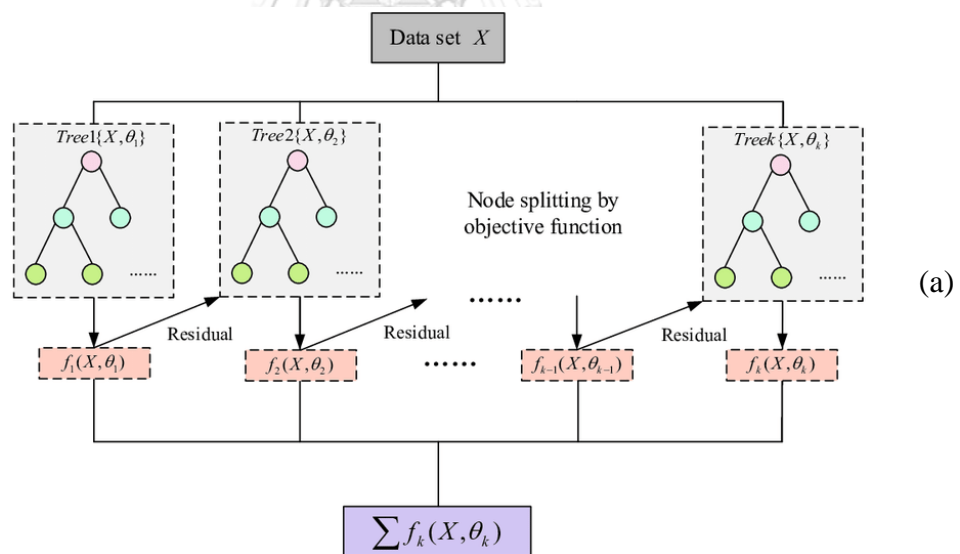 Data set X
Tree1{X,θ₁}
Tree2{X,θ₂}
Treek{X,θₖ}
Node splitting by
objective function
......
......
......
(a)
......
Residual
Residual
Residual
f₁(X,θ₁)
f₂(X,θ₂)
......
fₖ₋₁(X,θₖ₋₁)
fₖ(X,θₖ)
∑ fₖ(X,θₖ)